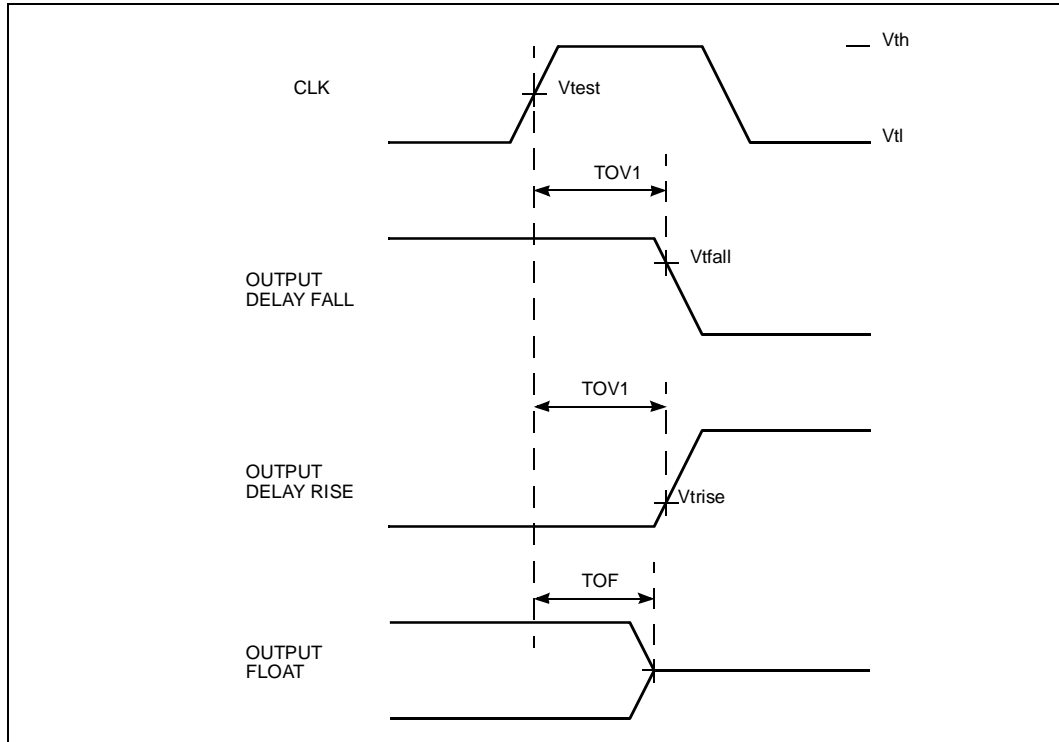 Vth
CLK
Vtest
Vtl
TOV1
Vtfall
OUTPUT
DELAY FALL
TOV1
OUTPUT
DELAY RISE
Vtrise
TOF
OUTPUT
FLOAT